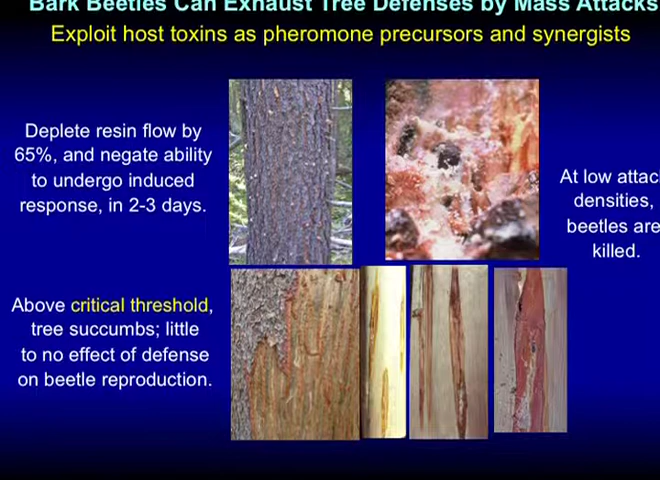 Bark Beetles Can Exhaust Tree Defenses by Mass Attacks
Exploit host toxins as pheromone precursors and synergists
Deplete resin flow by
65%, and negate ability
to undergo induced
response, in 2-3 days.
At low attac
densities,
beetles are
killed.
Above critical threshold,
tree succumbs; little
to no effect of defense
on beetle reproduction.